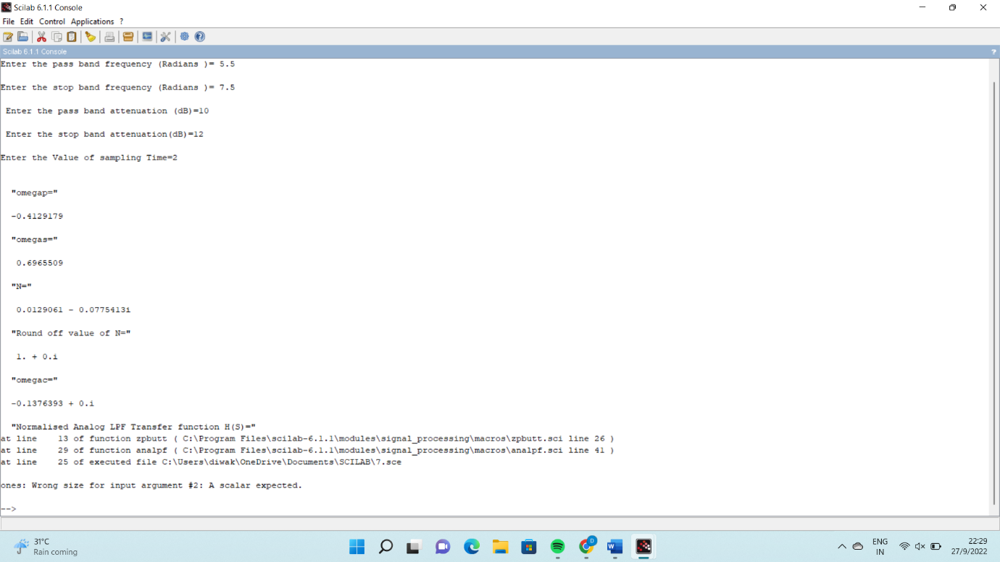 Scilab 6.1.1 Console
File Edit Control Applications ?
Scilab 6.1.1 Console ?
Enter the pass band frequency (Radians )= 5.5
Enter the stop band frequency (Radians )= 7.5
Enter the pass band attenuation (dB)=10
Enter the stop band attenuation(dB)=12
Enter the Value of sampling Time=2
"omegap="
-0.4129179
"omegas="
0.6965509
"N="
0.0129061 - 0.0775413i
"Round off value of N="
1. + 0.i
"omegac="
-0.1376393 + 0.i
"Normalised Analog LPF Transfer function H(S)="
at line    13 of function zpbutt ( C:\Program Files\scilab-6.1.1\modules\signal_processing\macros\zpbutt.sci line 26 )
at line    29 of function analpf ( C:\Program Files\scilab-6.1.1\modules\signal_processing\macros\analpf.sci line 41 )
at line    25 of executed file C:\Users\diwak\OneDrive\Documents\SCILAB\7.sce
ones: Wrong size for input argument #2: A scalar expected.
-->
31°C
Rain coming
D
W
ENG
IN
22:29
27/9/2022